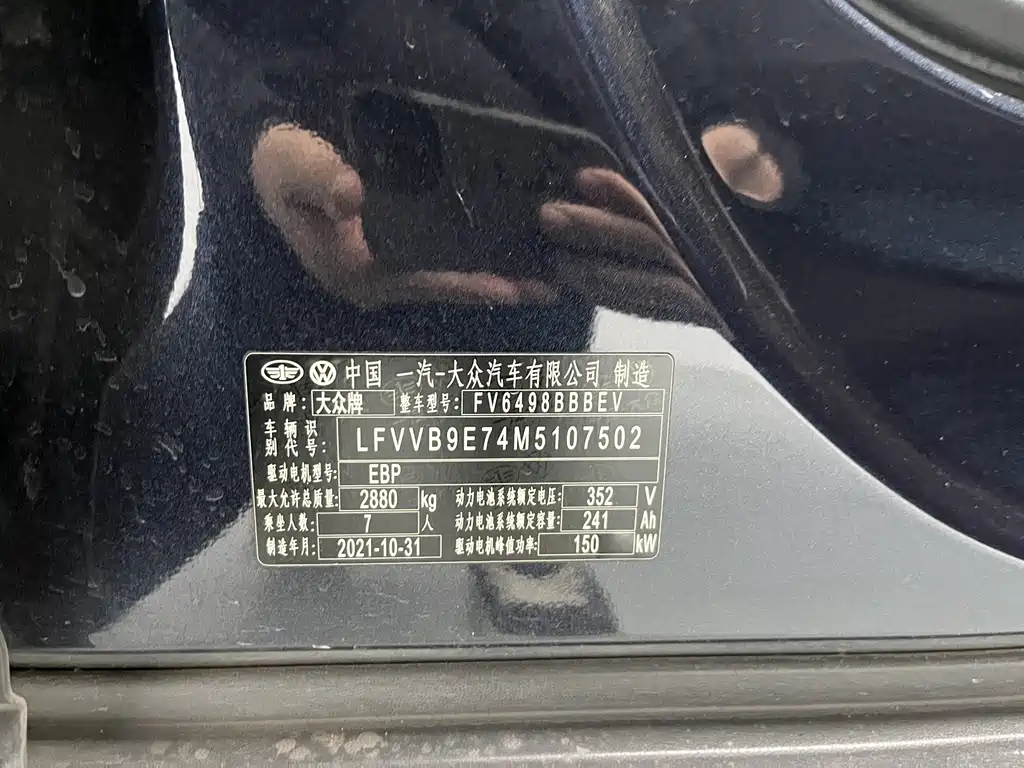 中国 一汽-大众汽车有限公司 制造
品牌: 大众牌 整车型号: FV6498BBBEV
车辆识别代号: LFVVB9E74M5107502
驱动电机型号: EBP
最大允许总质量: 2880 kg 动力电池系统额定电压: 352 V
乘坐人数: 7 人 动力电池系统额定容量: 241 Ah
制造年月: 2021-10-31 驱动电机峰值功率: 150 kW